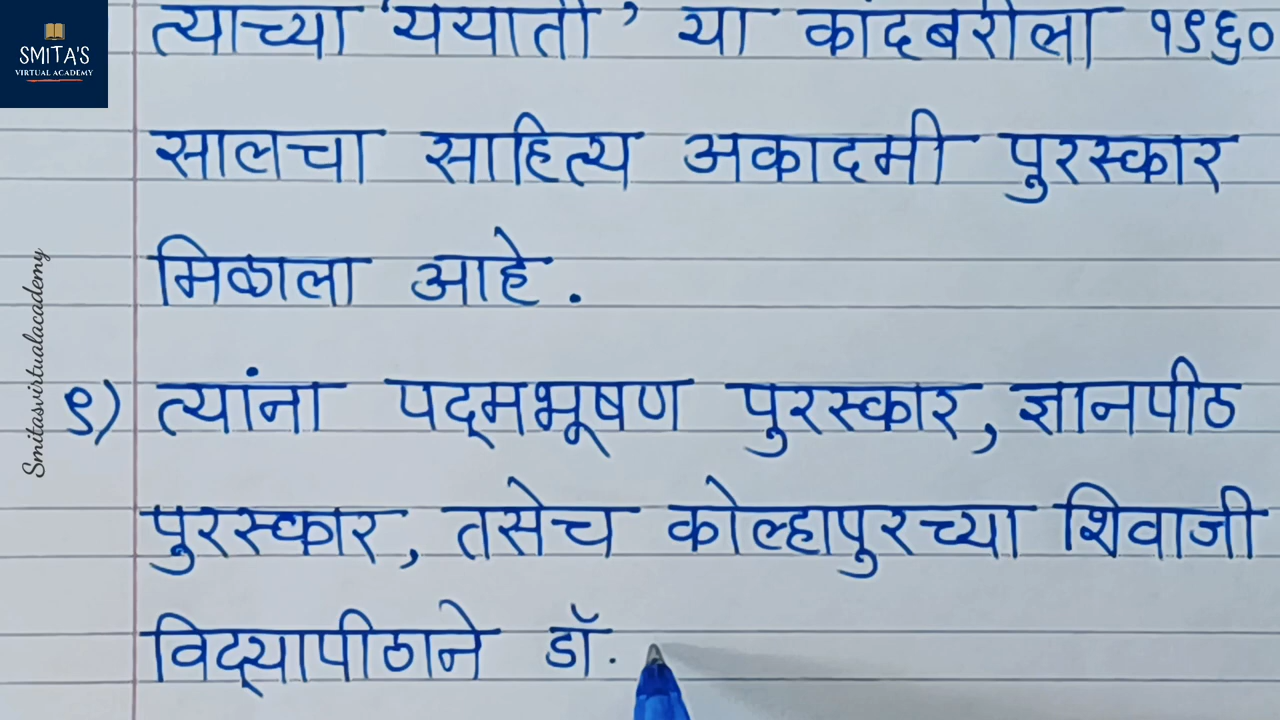 SMITA'S
VIRTUAL ACADEMY
त्यांच्या 'ययाती' या कादंबरीला १९६०
सालचा साहित्य अकादमी पुरस्कार
मिळाला आहे.
Smitasvirtualacademy
९) त्यांना पद्मभूषण पुरस्कार, ज्ञानपीठ
पुरस्कार, तसेच कोल्हापुरच्या शिवाजी
विद्यापीठाने डॉ.